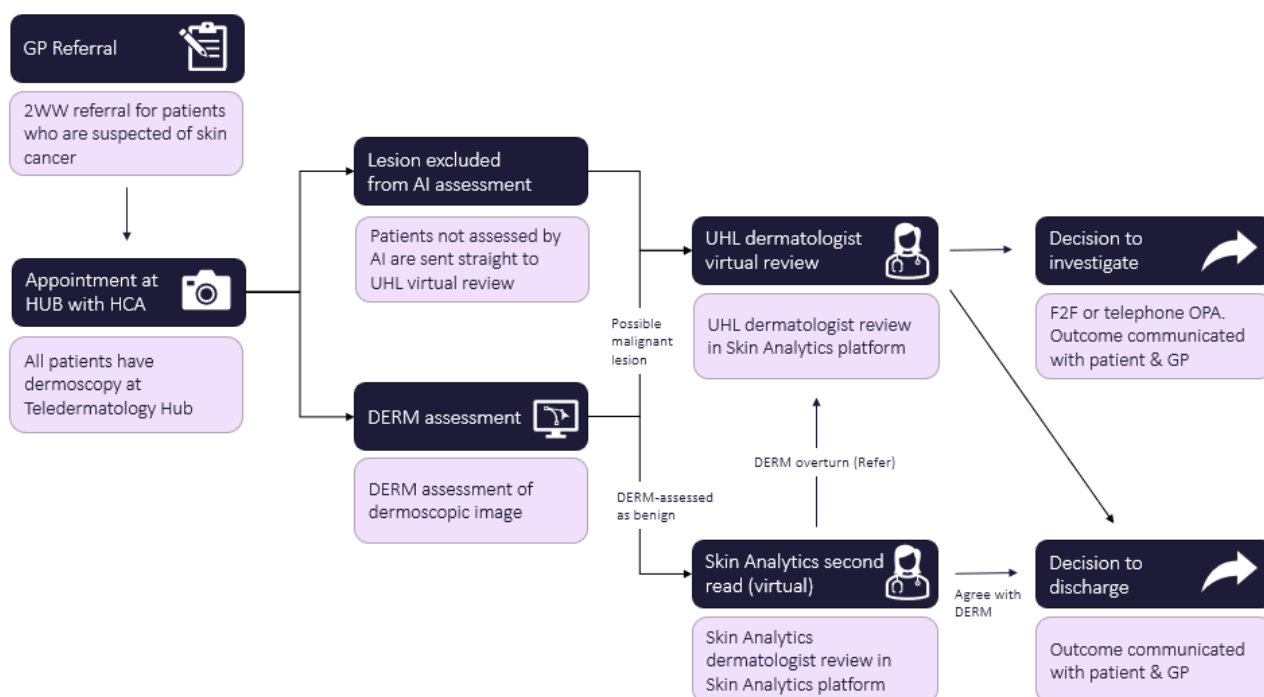 GP Referral
2WW referral for patients
who are suspected of skin
cancer
Appointment at
HUB with HCA
All patients have
dermoscopy at
Teledermatology Hub
Lesion excluded
from AI assessment
Patients not assessed by
AI are sent straight to
UHL virtual review
DERM assessment
DERM assessment of
dermoscopic image
Possible
malignant
lesion
DERM-assessed
as benign
UHL dermatologist
virtual review
UHL dermatologist review
in Skin Analytics platform
DERM overturn (Refer)
Skin Analytics second
read (virtual)
Skin Analytics
dermatologist review in
Skin Analytics platform
Agree with
DERM
Decision to
investigate
F2F or telephone OPA.
Outcome communicated
with patient & GP
Decision to
discharge
Outcome communicated
with patient & GP